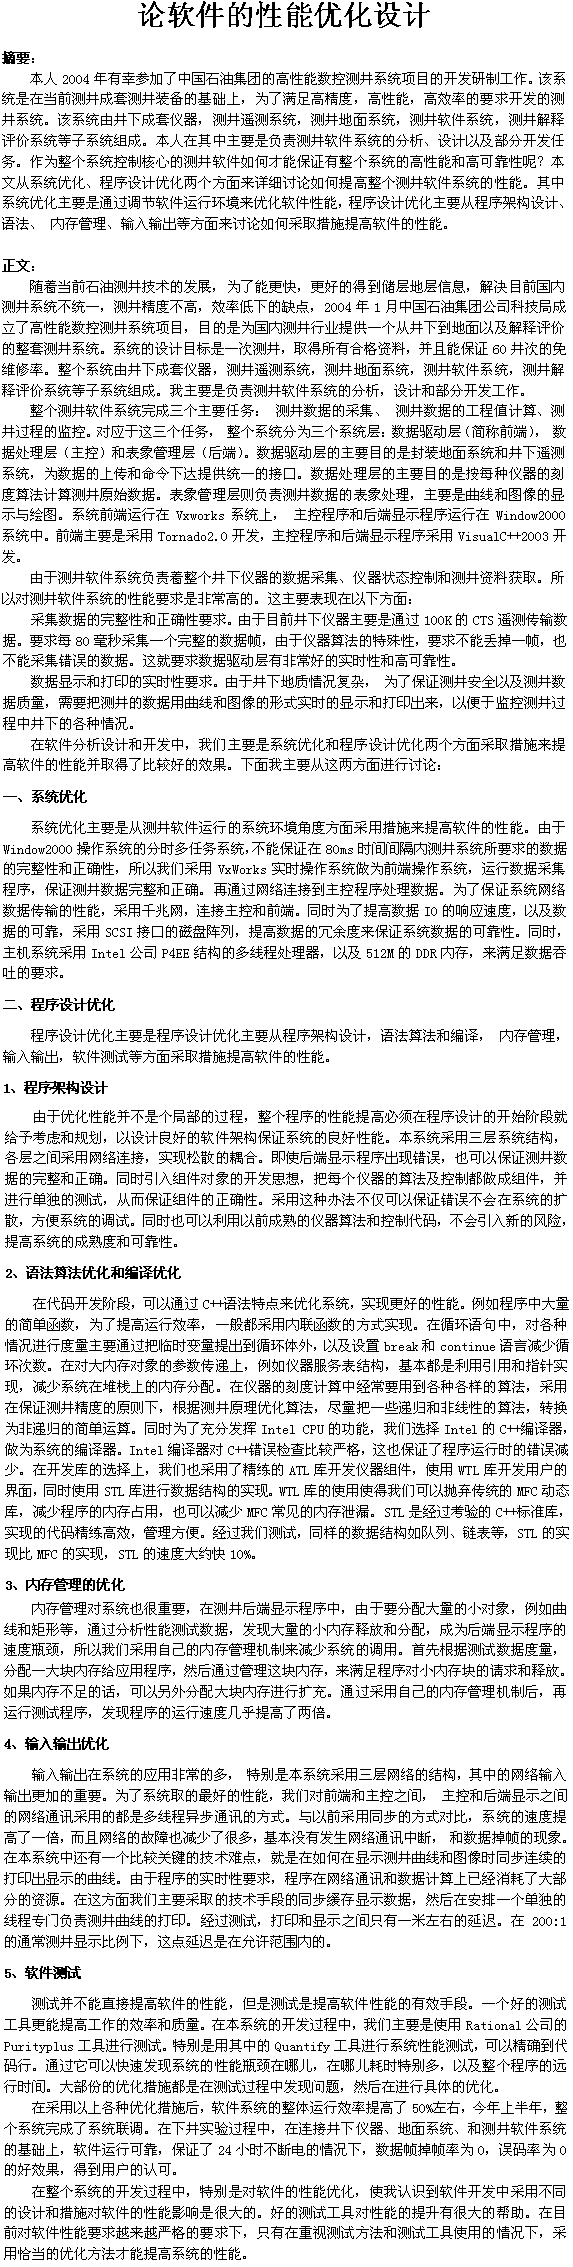 论软件的性能优化设计
摘要：
本人 2004 年有幸参加了中国石油集团的高性能数控测井系统项目的开发研制工作。该系
统是在当前测井成套测井装备的基础上，为了满足高精度，高性能，高效率的要求开发的测
井系统。该系统由井下成套仪器，测井遥测系统，测井地面系统，测井软件系统，测井解释
评价系统等子系统组成。本人在其中主要是负责测井软件系统的分析、设计以及部分开发任
务。作为整个系统控制核心的测井软件如何才能保证有整个系统的高性能和高可靠性呢？本
文从系统优化、程序设计优化两个方面来详细讨论如何提高整个测井软件系统的性能。其中
系统优化主要是通过调节软件运行环境来优化软件性能，程序设计优化主要从程序架构设计、
语法、 内存管理、输入输出等方面来讨论如何采取措施提高软件的性能。
正文：
随着当前石油测井技术的发展，为了能更快，更好的得到储层地层信息，解决目前国内
测井系统不统一，测井精度不高，效率低下的缺点，2004 年 1 月中国石油集团公司科技局成
立了高性能数控测井系统项目，目的是为国内测井行业提供一个从井下到地面以及解释评价
的整套测井系统。系统的设计目标是一次测井，取得所有合格资料，并且能保证 60 井次的免
维修率。整个系统由井下成套仪器，测井遥测系统，测井地面系统，测井软件系统，测井解
释评价系统等子系统组成。我主要是负责测井软件系统的分析，设计和部分开发工作。
整个测井软件系统完成三个主要任务： 测井数据的采集、 测井数据的工程值计算、测
井过程的监控。对应于这三个任务， 整个系统分为三个系统层：数据驱动层（简称前端）， 数
据处理层（主控）和表象管理层（后端）。数据驱动层的主要目的是封装地面系统和井下遥测
系统，为数据的上传和命令下达提供统一的接口。数据处理层的主要目的是按每种仪器的刻
度算法计算测井原始数据。表象管理层则负责测井数据的表象处理，主要是曲线和图像的显
示与绘图。系统前端运行在 Vxworks 系统上， 主控程序和后端显示程序运行在 Window2000
系统中。前端主要是采用 Tornado2.0 开发，主控程序和后端显示程序采用 VisualC++2003 开
发。
由于测井软件系统负责着整个井下仪器的数据采集、仪器状态控制和测井资料获取。所
以对测井软件系统的性能要求是非常高的。这主要表现在以下方面：
采集数据的完整性和正确性要求。由于目前井下仪器主要是通过 100K 的 CTS 遥测传输数
据。要求每 80 毫秒采集一个完整的数据帧，由于仪器算法的特殊性，要求不能丢掉一帧，也
不能采集错误的数据。这就要求数据驱动层有非常好的实时性和高可靠性。
数据显示和打印的实时性要求。由于井下地质情况复杂， 为了保证测井安全以及测井数
据质量，需要把测井的数据用曲线和图像的形式实时的显示和打印出来，以便于监控测井过
程中井下的各种情况。
在软件分析设计和开发中，我们主要是系统优化和程序设计优化两个方面采取措施来提
高软件的性能并取得了比较好的效果。下面我主要从这两方面进行讨论：
一、系统优化
系统优化主要是从测井软件运行的系统环境角度方面采用措施来提高软件的性能。由于
Window2000 操作系统的分时多任务系统，不能保证在 80ms 时间间隔内测井系统所要求的数据
的完整性和正确性，所以我们采用 VxWorks 实时操作系统做为前端操作系统，运行数据采集
程序，保证测井数据完整和正确。再通过网络连接到主控程序处理数据。为了保证系统网络
数据传输的性能，采用千兆网，连接主控和前端。同时为了提高数据 IO 的响应速度，以及数
据的可靠，采用 SCSI 接口的磁盘阵列，提高数据的冗余度来保证系统数据的可靠性。同时，
主机系统采用 Intel 公司 P4EE 结构的多线程处理器，以及 512M 的 DDR 内存，来满足数据吞
吐的要求。
二、程序设计优化
程序设计优化主要是程序设计优化主要从程序架构设计，语法算法和编译， 内存管理，
输入输出，软件测试等方面采取措施提高软件的性能。
1、程序架构设计
由于优化性能并不是个局部的过程，整个程序的性能提高必须在程序设计的开始阶段就
给予考虑和规划，以设计良好的软件架构保证系统的良好性能。本系统采用三层系统结构，
各层之间采用网络连接，实现松散的耦合。即使后端显示程序出现错误，也可以保证测井数
据的完整和正确。同时引入组件对象的开发思想，把每个仪器的算法及控制都做成组件，并
进行单独的测试，从而保证组件的正确性。采用这种办法不仅可以保证错误不会在系统的扩
散，方便系统的调试。同时也可以利用以前成熟的仪器算法和控制代码，不会引入新的风险，
提高系统的成熟度和可靠性。
2、语法算法优化和编译优化
在代码开发阶段，可以通过 C++语法特点来优化系统，实现更好的性能。例如程序中大量
的简单函数，为了提高运行效率，一般都采用内联函数的方式实现。在循环语句中，对各种
情况进行度量主要通过把临时变量提出到循环体外，以及设置 break 和 continue 语言减少循
环次数。在对大内存对象的参数传递上，例如仪器服务表结构，基本都是利用引用和指针实
现，减少系统在堆栈上的内存分配。在仪器的刻度计算中经常要用到各种各样的算法，采用
在保证测井精度的原则下，根据测井原理优化算法，尽量把一些递归和非线性的算法，转换
为非递归的简单运算。同时为了充分发挥 Intel CPU 的功能，我们选择 Intel 的 C++编译器，
做为系统的编译器。Intel 编译器对 C++错误检查比较严格，这也保证了程序运行时的错误减
少。在开发库的选择上，我们也采用了精练的 ATL 库开发仪器组件，使用 WTL 库开发用户的
界面，同时使用 STL 库进行数据结构的实现。WTL 库的使用使得我们可以抛弃传统的 MFC 动态
库，减少程序的内存占用，也可以减少 MFC 常见的内存泄漏。STL 是经过考验的 C++标准库，
实现的代码精练高效，管理方便。经过我们测试，同样的数据结构如队列、链表等，STL 的实
现比 MFC 的实现，STL 的速度大约快 10%。
3、内存管理的优化
内存管理对系统也很重要，在测井后端显示程序中，由于要分配大量的小对象，例如曲
线和矩形等，通过分析性能测试数据，发现大量的小内存释放和分配，成为后端显示程序的
速度瓶颈，所以我们采用自己的内存管理机制来减少系统的调用。首先根据测试数据度量，
分配一大块内存给应用程序，然后通过管理这块内存，来满足程序对小内存块的请求和释放。
如果内存不足的话，可以另外分配大块内存进行扩充。通过采用自己的内存管理机制后，再
运行测试程序，发现程序的运行速度几乎提高了两倍。
4、输入输出优化
输入输出在系统的应用非常的多， 特别是本系统采用三层网络的结构，其中的网络输入
输出更加的重要。为了系统取的最好的性能，我们对前端和主控之间， 主控和后端显示之间
的网络通讯采用的都是多线程异步通讯的方式。与以前采用同步的方式对比，系统的速度提
高了一倍，而且网络的故障也减少了很多，基本没有发生网络通讯中断， 和数据掉帧的现象。
在本系统中还有一个比较关键的技术难点，就是在如何在显示测井曲线和图像时同步连续的
打印出显示的曲线。由于程序的实时性要求，程序在网络通讯和数据计算上已经消耗了大部
分的资源。在这方面我们主要采取的技术手段的同步缓存显示数据，然后在安排一个单独的
线程专门负责测井曲线的打印。经过测试，打印和显示之间只有一米左右的延迟。在 200:1
的通常测井显示比例下，这点延迟是在允许范围内的。
5、软件测试
测试并不能直接提高软件的性能，但是测试是提高软件性能的有效手段。一个好的测试
工具更能提高工作的效率和质量。在本系统的开发过程中，我们主要是使用 Rational 公司的
Purityplus 工具进行测试。特别是用其中的 Quantify 工具进行系统性能测试，可以精确到代
码行。通过它可以快速发现系统的性能瓶颈在哪儿，在哪儿耗时特别多，以及整个程序的远
行时间。大部份的优化措施都是在测试过程中发现问题，然后在进行具体的优化。
在采用以上各种优化措施后，软件系统的整体运行效率提高了 50%左右，今年上半年，整
个系统完成了系统联调。在下井实验过程中，在连接井下仪器、地面系统、和测井软件系统
的基础上，软件运行可靠，保证了 24 小时不断电的情况下，数据帧掉帧率为 0，误码率为 0
的好效果，得到用户的认可。
在整个系统的开发过程中，特别是对软件的性能优化，使我认识到软件开发中采用不同
的设计和措施对软件的性能影响是很大的。好的测试工具对性能的提升有很大的帮助。在目
前对软件性能要求越来越严格的要求下，只有在重视测试方法和测试工具使用的情况下，采
用恰当的优化方法才能提高系统的性能。